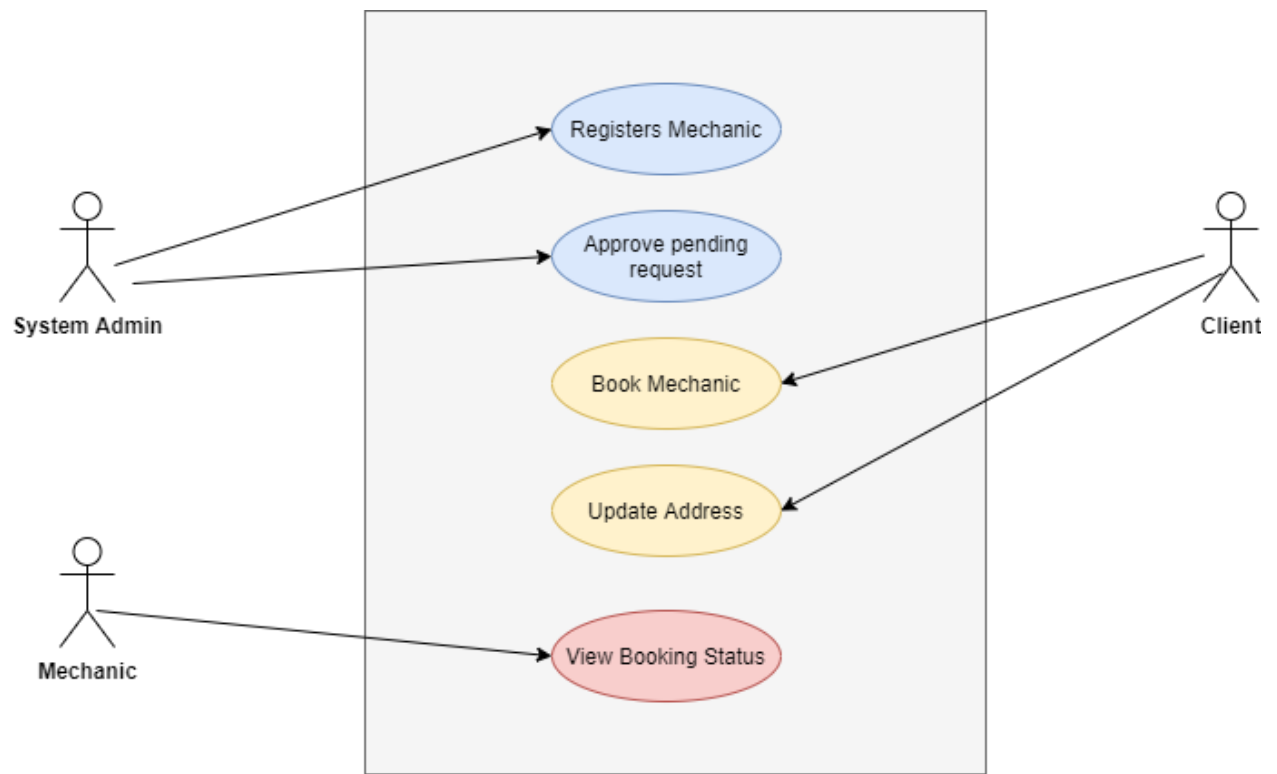 Registers Mechanic
Approve pending
request
System Admin
Client
Book Mechanic
Update Address
View Booking Status
Mechanic